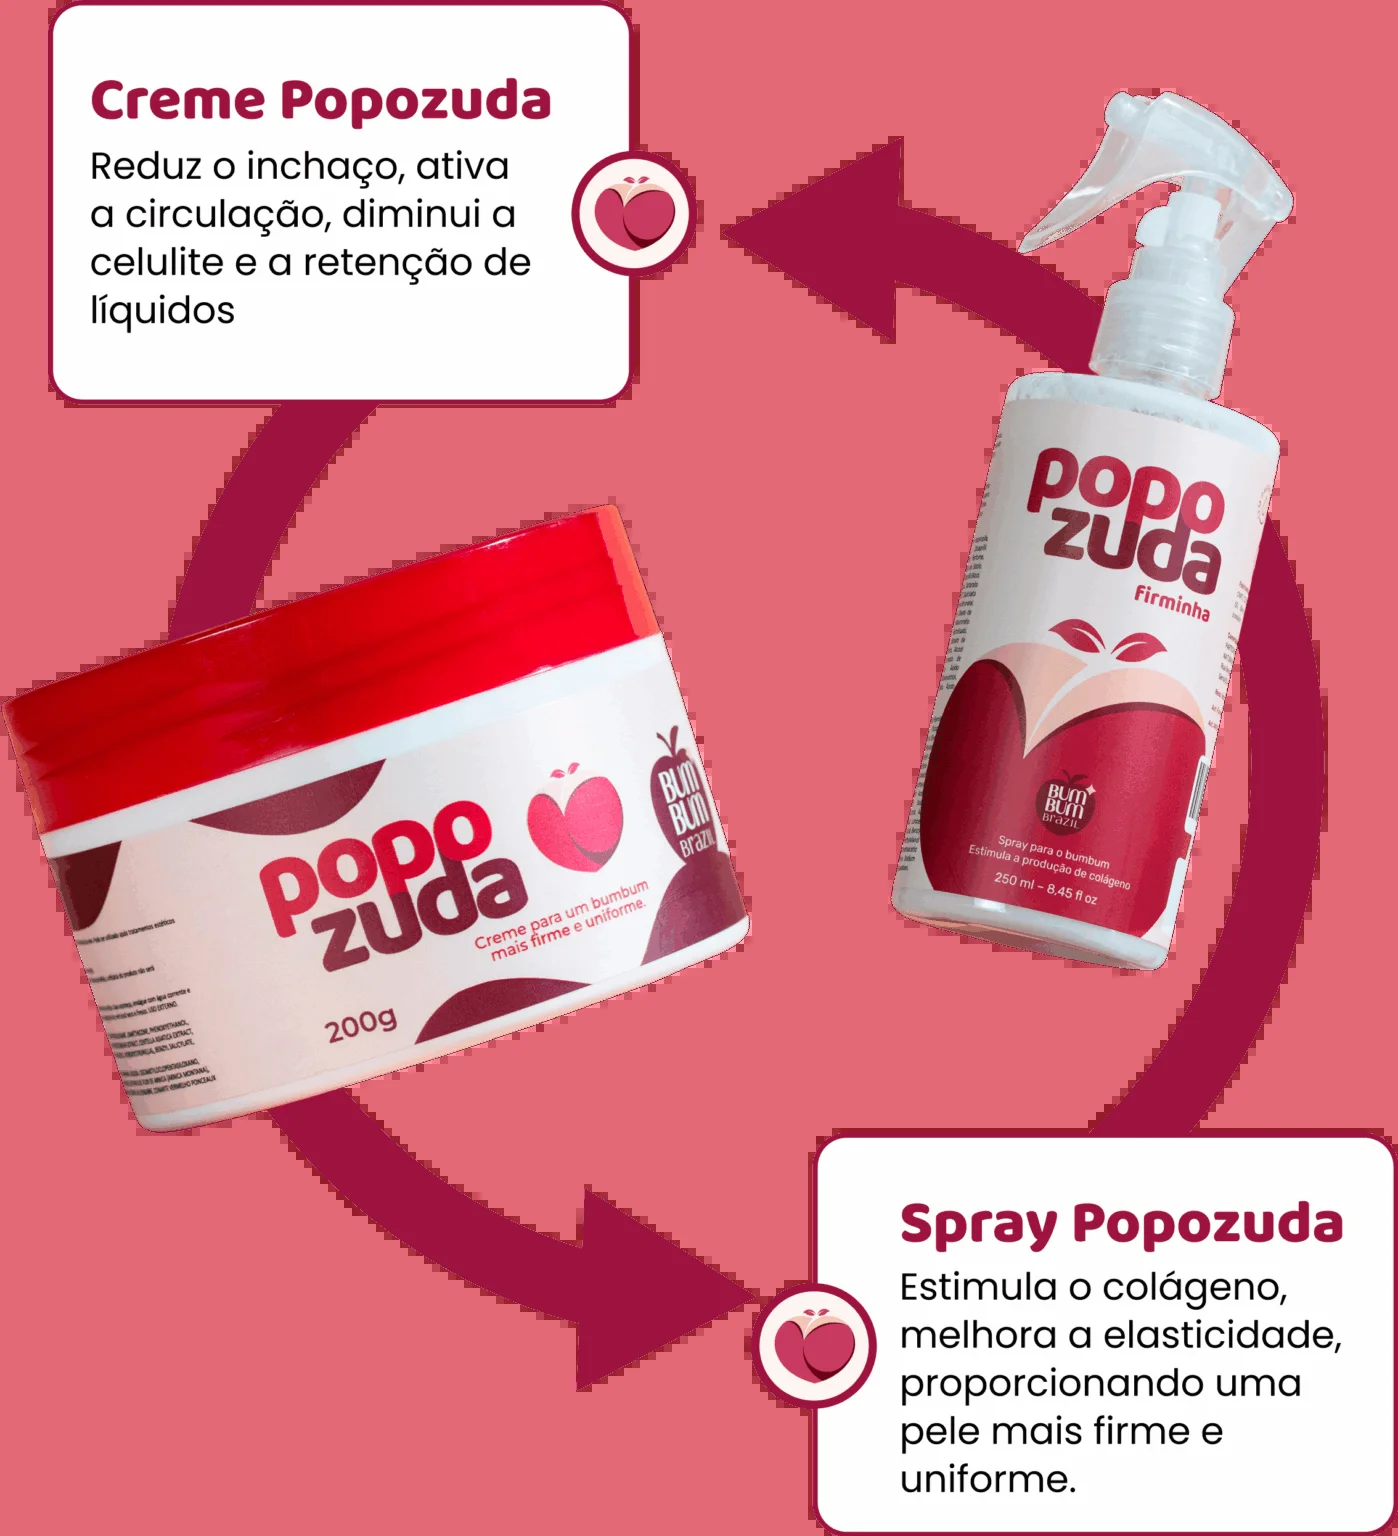 Creme Popozuda
Reduz o inchaço, ativa
a circulação, diminui a
celulite e a retenção de
líquidos
popo
zuda
Firminha
BUM
BUM
Brazil
Spray para o bumbum
Estimula a produção de colágeno
250 ml – 8,45 fl oz
popo
zuda
Creme para um bumbum
mais firme e uniforme.
200g
BUM
BUM
Brazil
Spray Popozuda
Estimula o colágeno,
melhora a elasticidade,
proporcionando uma
pele mais firme e
uniforme.